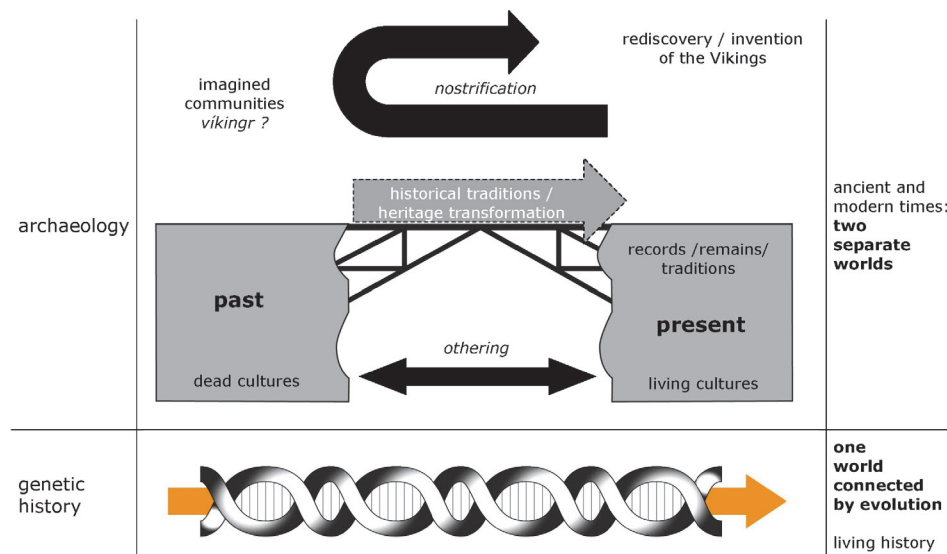 rediscovery / invention
of the Vikings
imagined
communities
víkingr ?
nostrification
historical traditions /
heritage transformation
archaeology
ancient and
modern times:
two
separate
worlds
records /remains/
traditions
past
present
othering
dead cultures
living cultures
genetic
history
one
world
connected
by evolution
living history